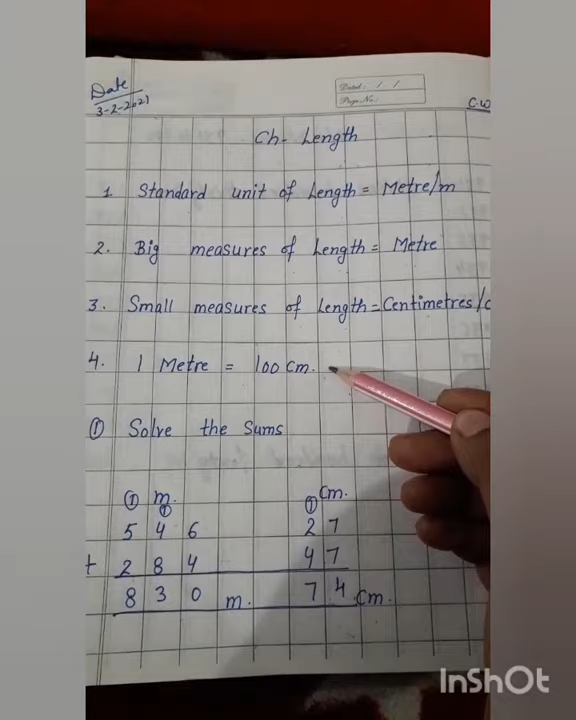 Date
3-2-2021
Dated: / /
Page No:
C.W
Ch- Length
1. Standard unit of Length = Metre/m
2. Big measures of Length = Metre
3. Small measures of Length = Centimetres/c
4. 1 Metre = 100 Cm.
① Solve the Sums
① m. Cm.
① ①
5 4 6 2 7
+ 2 8 4 4 7
8 3 0 m. 7 4 Cm.
InShOt